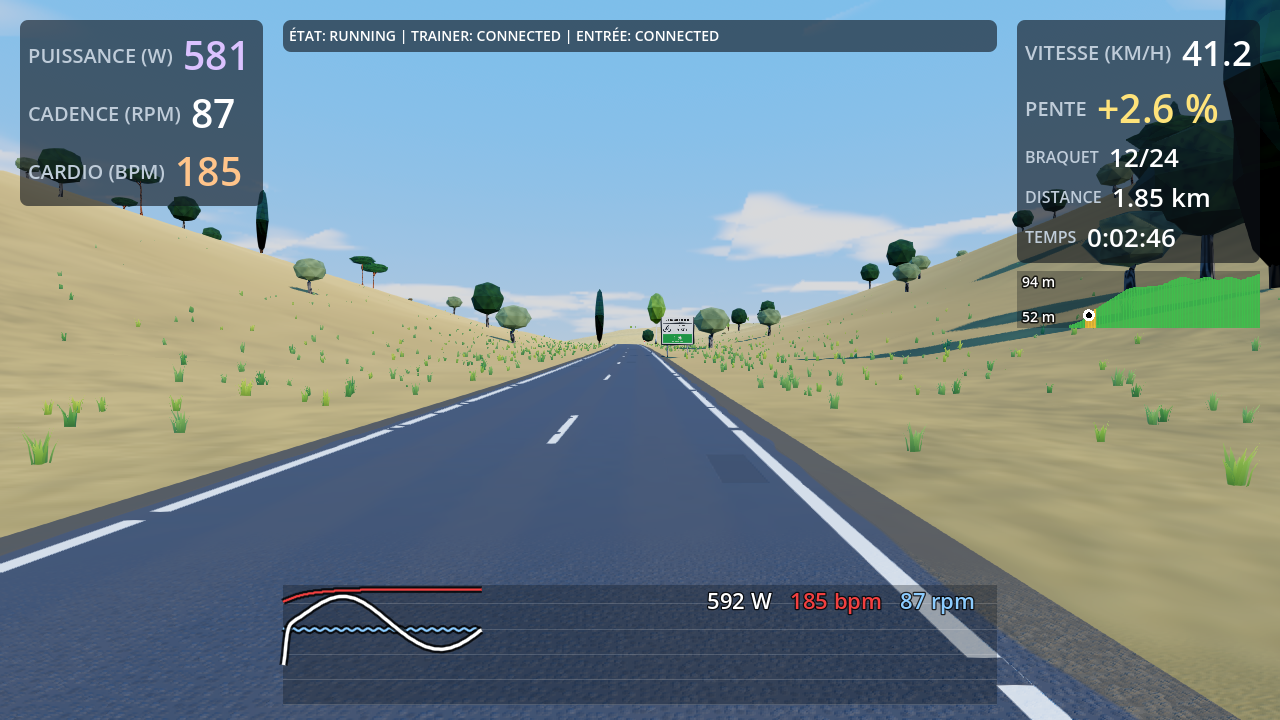 PUISSANCE (W) 581
CADENCE (RPM) 87
CARDIO (BPM) 185
ÉTAT: RUNNING | TRAINER: CONNECTED | ENTRÉE: CONNECTED
VITESSE (KM/H) 41.2
PENTE +2.6 %
BRAQUET 12/24
DISTANCE 1.85 km
TEMPS 0:02:46
94 m
52 m
592 W 185 bpm 87 rpm